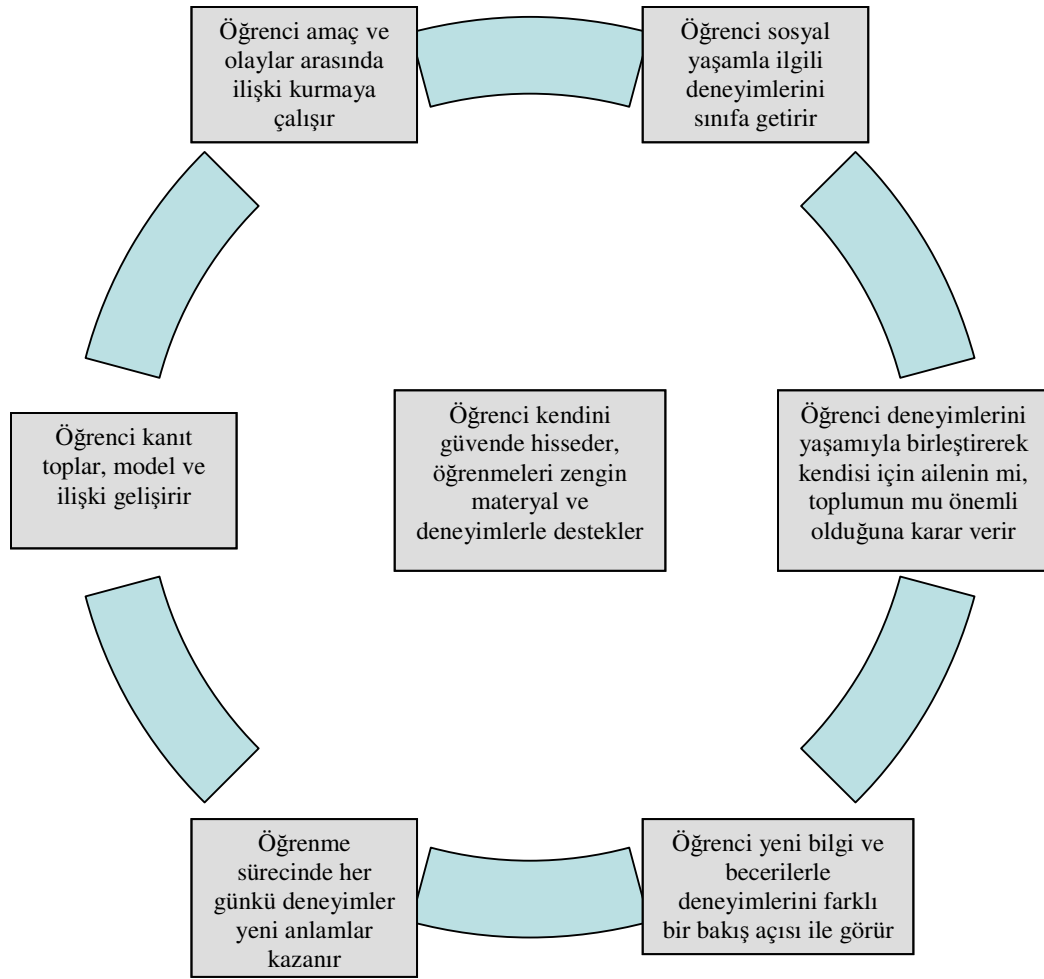 Öğrenci amaç ve
olaylar arasında
ilişki kurmaya
çalışır
Öğrenci sosyal
yaşamla ilgili
deneyimlerini
sınıfa getirir
Öğrenci kanıt
toplar, model ve
ilişki gelişirir
Öğrenci kendini
güvende hisseder,
öğrenmeleri zengin
materyal ve
deneyimlerle destekler
Öğrenci deneyimlerini
yaşamıyla birleştirerek
kendisi için ailenin mi,
toplumun mu önemli
olduğuna karar verir
Öğrenme
sürecinde her
günkü deneyimler
yeni anlamlar
kazanır
Öğrenci yeni bilgi ve
becerilerle
deneyimlerini farklı
bir bakış açısı ile görür